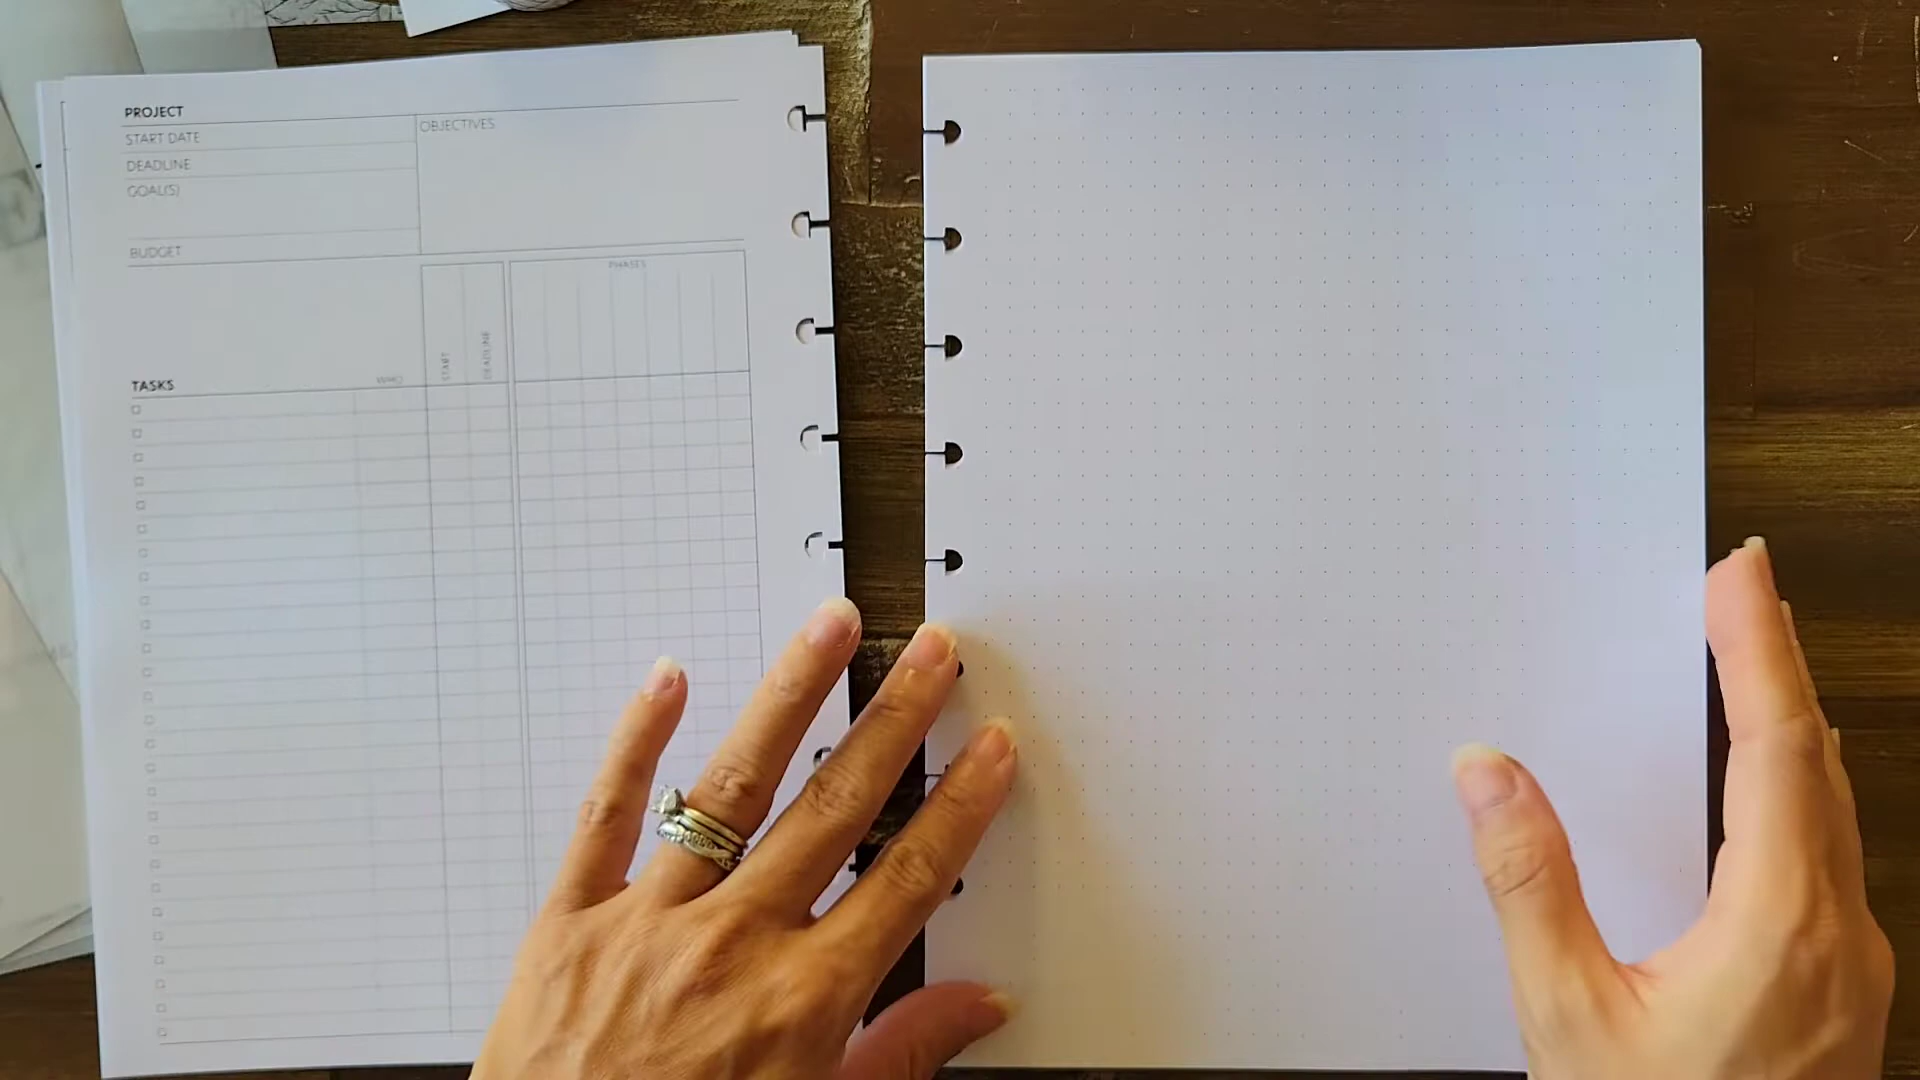 PROJECT
START DATE
OBJECTIVES
DEADLINE
GOAL(S)
BUDGET
PHASES
START
DEADLINE
TASKS
WHO